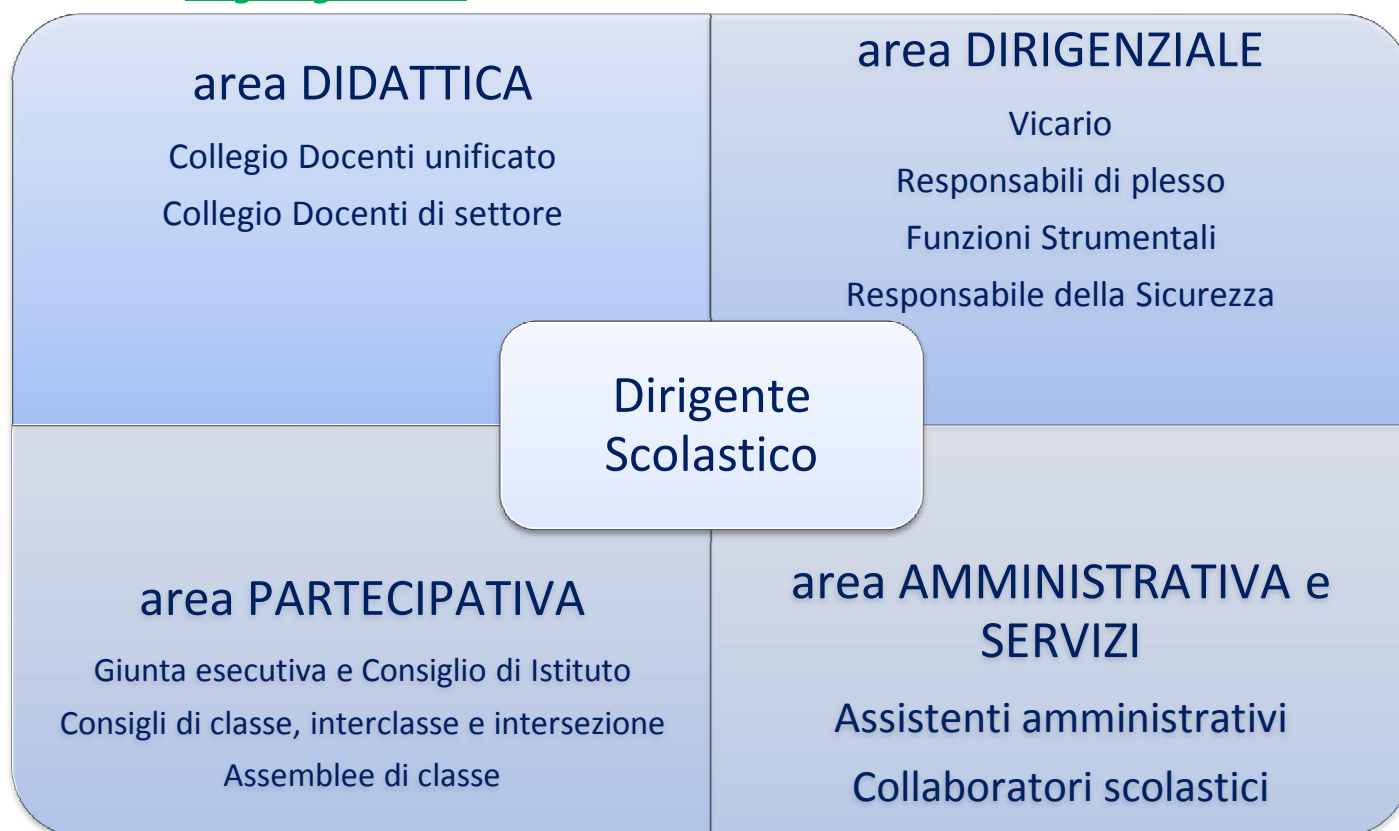 area DIDATTICA
Collegio Docenti unificato
Collegio Docenti di settore
area DIRIGENZIALE
Vicario
Responsabili di plesso
Funzioni Strumentali
Responsabile della Sicurezza
Dirigente
Scolastico
area PARTECIPATIVA
Giunta esecutiva e Consiglio di Istituto
Consigli di classe, interclasse e intersezione
Assemblee di classe
area AMMINISTRATIVA e
SERVIZI
Assistenti amministrativi
Collaboratori scolastici